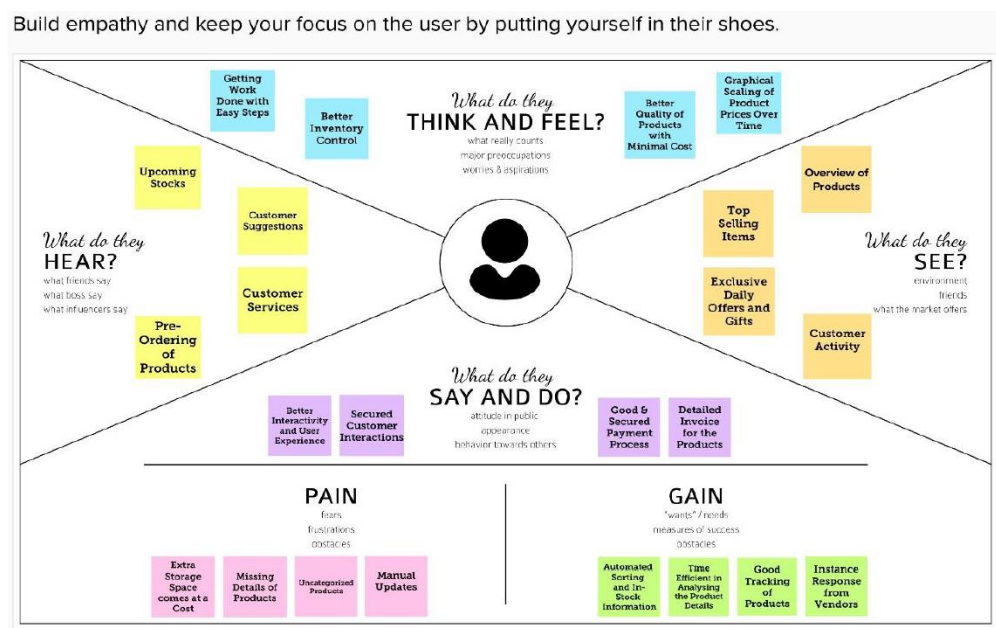 Build empathy and keep your focus on the user by putting yourself in their shoes.
Getting
Work
Done with
Easy Steps
Better
Inventory
Control
What do they
THINK AND FEEL?
what really counts
major preoccupations
worries & aspirations
Better
Quality of
Products
with
Minimal Cost
Graphical
Scaling of
Product
Prices Over
Time
Upcoming
Stocks
Customer
Suggestions
What do they
HEAR?
what friends say
what boss say
what influencers say
Customer
Services
Pre-
Ordering
of
Products
Overview of
Products
Top
Selling
Items
What do they
SEE?
environment
friends
what the market offers
Exclusive
Daily
Offers and
Gifts
Customer
Activity
What do they
SAY AND DO?
attitude in public
appearance
behavior towards others
Better
Interactivity
and User
Experience
Secured
Customer
Interactions
Good &
Secured
Payment
Process
Detailed
Invoice
for the
Products
PAIN
fears
frustrations
obstacles
Extra
Storage
Space
comes at a
Cost
Missing
Details of
Products
Uncategorized
Products
Manual
Updates
GAIN
"wants" / needs
measures of success
obstacles
Automated
Sorting
and In-
Stock
Information
Time
Efficient in
Analysing
the Product
Details
Good
Tracking
of
Products
Instance
Response
from
Vendors